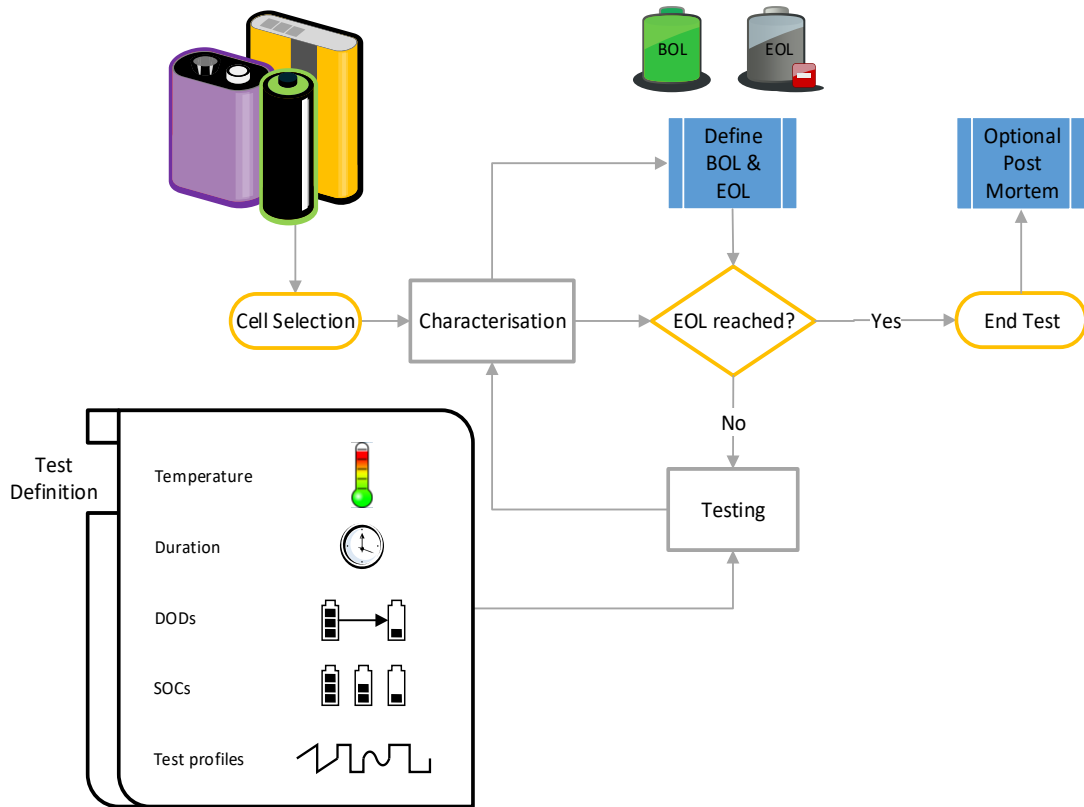 BOL
EOL
Define
BOL &
EOL
Optional
Post
Mortem
Cell Selection
Characterisation
EOL reached?
Yes
End Test
No
Test
Definition
Temperature
Testing
Duration
DODs
SOCs
Test profiles